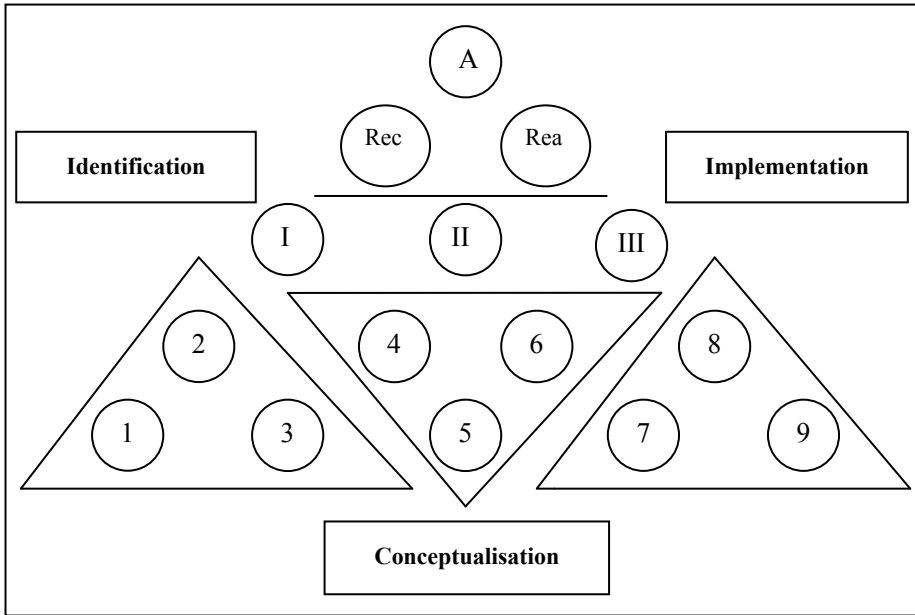 A
Rec Rea
Identification Implementation
I II III
2 4 6 8
1 3 5 7 9
Conceptualisation